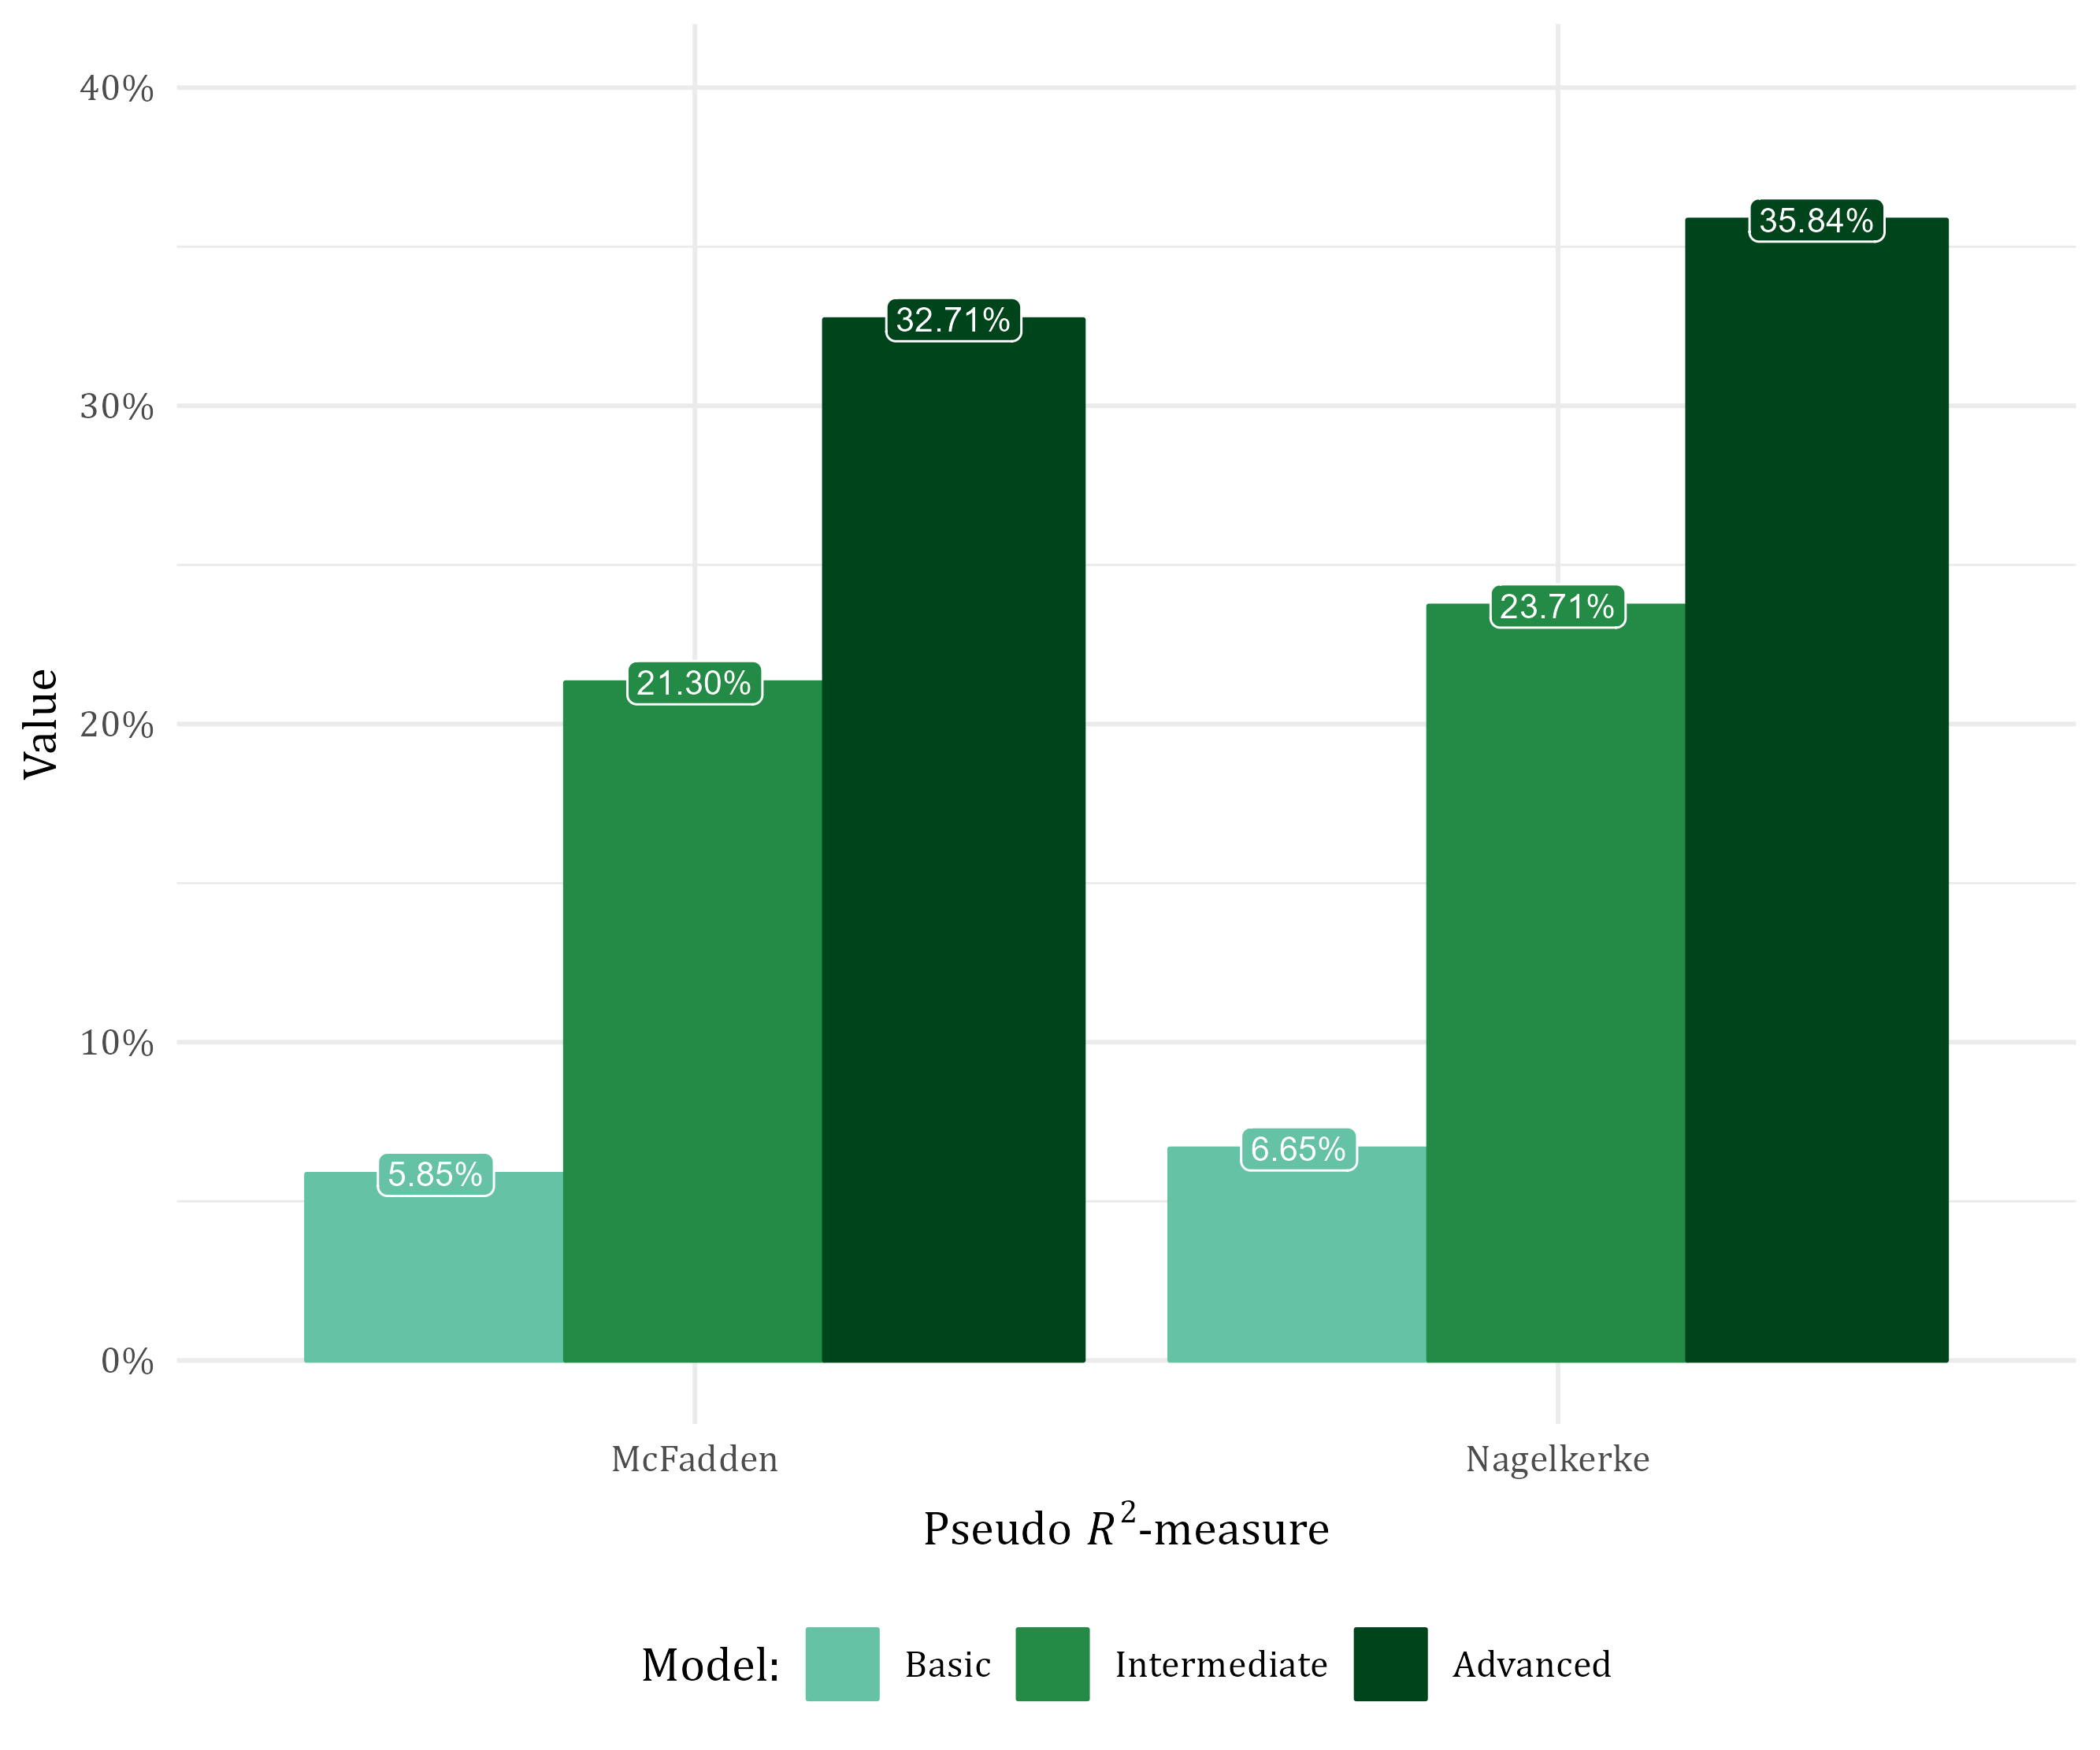 40%
35.84%
32.71%
30%
23.71%
21.30%
20%
Value
10%
6.65%
5.85%
0%
McFadden Nagelkerke
Pseudo R²-measure
Model: Basic Intermediate Advanced